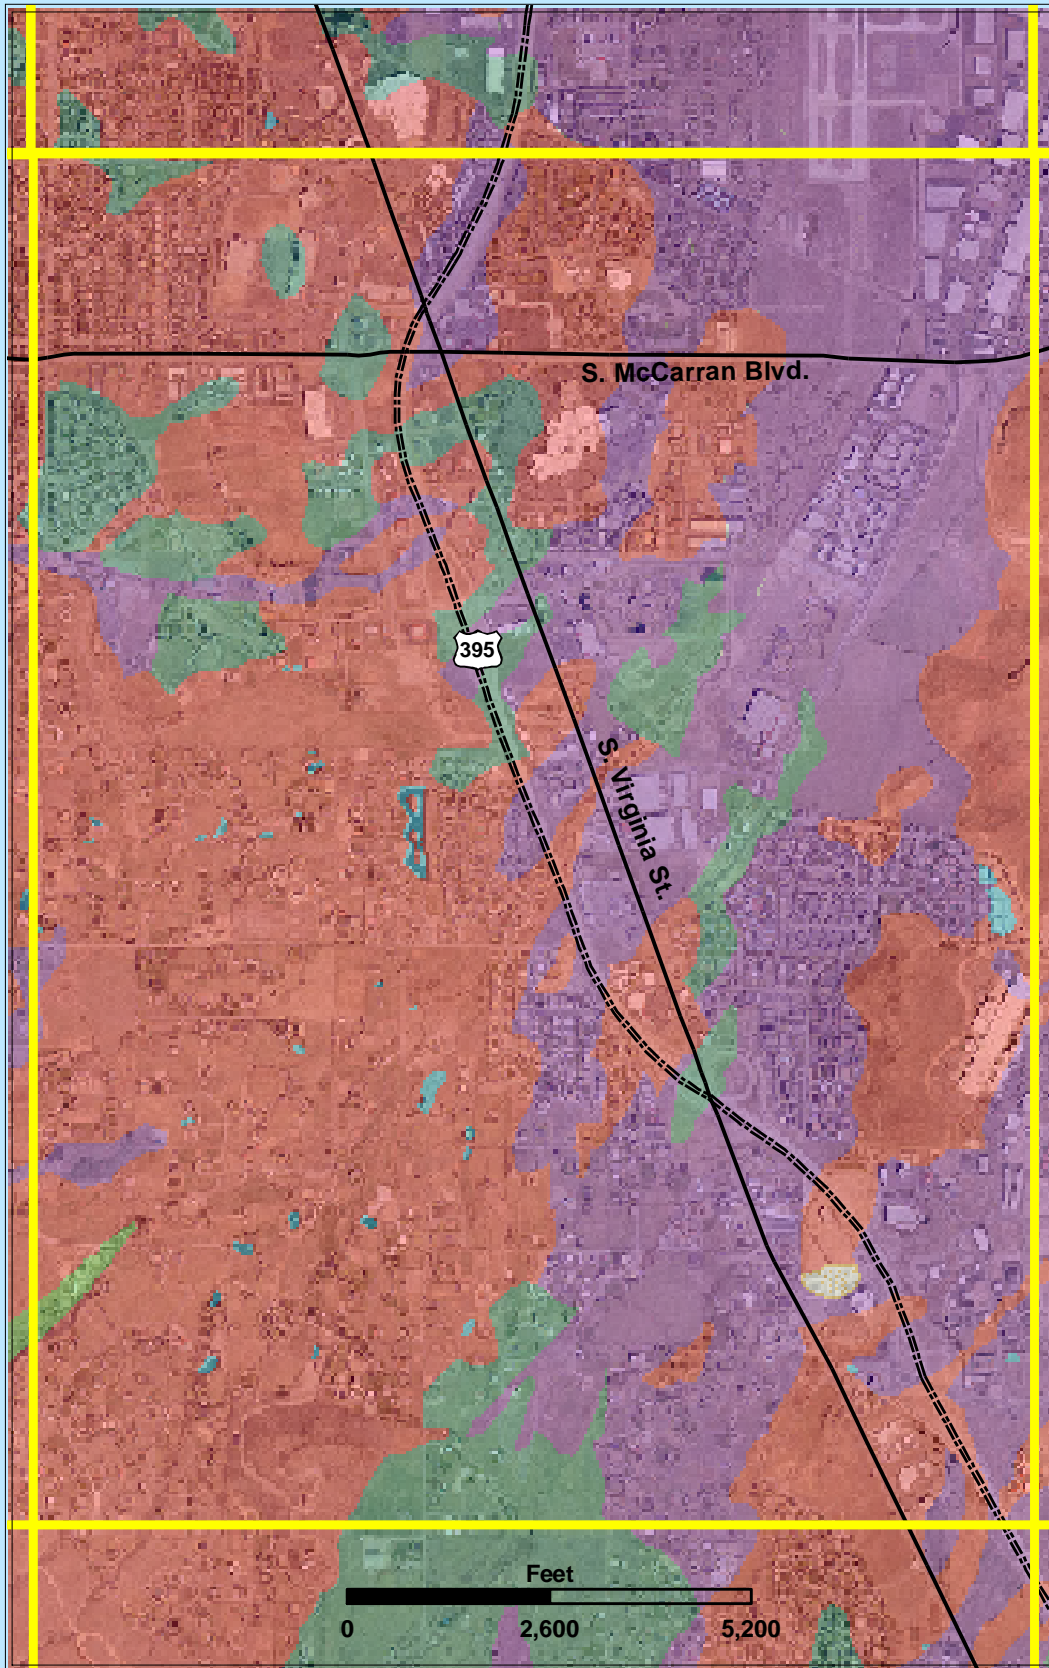 S. McCarran Blvd.
395
S. Virginia St.
Feet
0 2,600 5,200